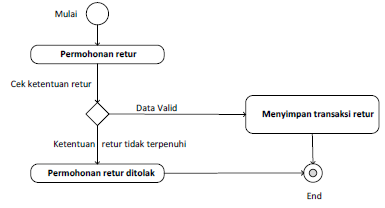 Mulai
Permohonan retur
Cek ketentuan retur
Data Valid
Menyimpan transaksi retur
Ketentuan retur tidak terpenuhi
Permohonan retur ditolak
End